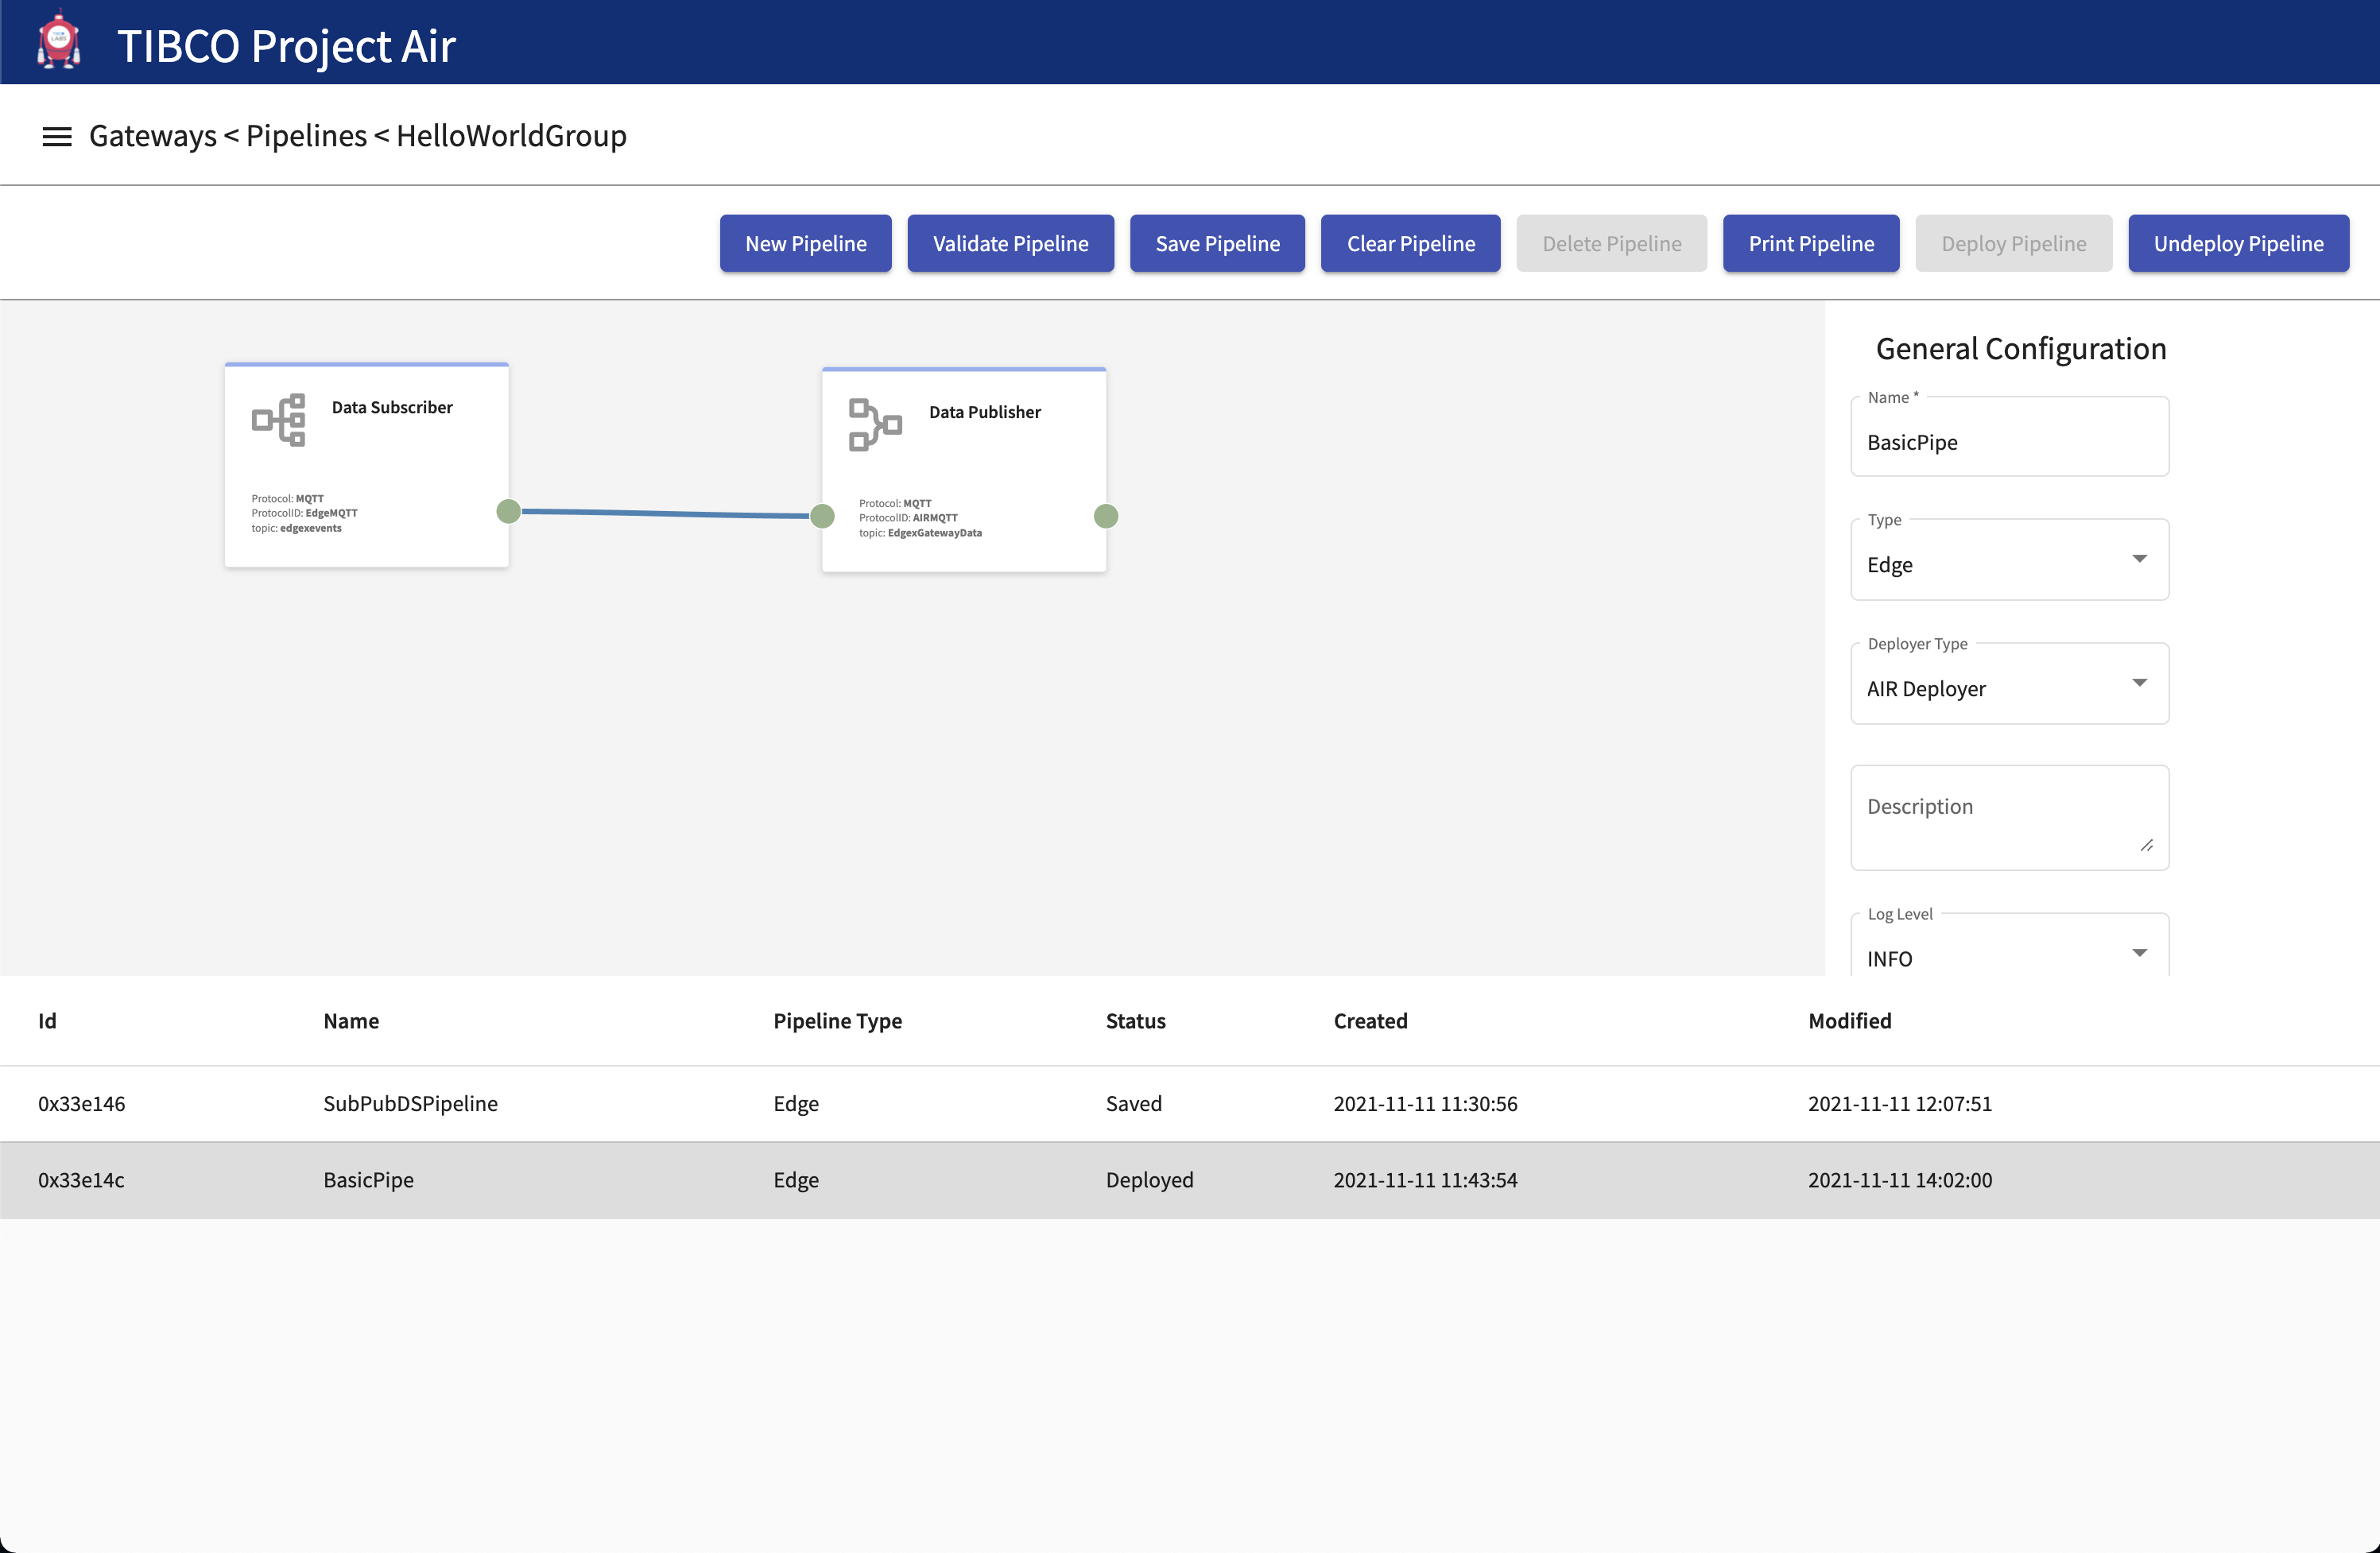 TIBCO Project Air
Gateways < Pipelines < HelloWorldGroup
New Pipeline
Validate Pipeline
Save Pipeline
Clear Pipeline
Delete Pipeline
Print Pipeline
Deploy Pipeline
Undeploy Pipeline
Data Subscriber
Protocol: MQTT
ProtocolID: EdgeMQTT
topic: edgexevents
Data Publisher
Protocol: MQTT
ProtocolID: AIRMQTT
topic: EdgexGatewayData
General Configuration
Name *
BasicPipe
Type
Edge
Deployer Type
AIR Deployer
Description
Log Level
INFO
Id Name Pipeline Type Status Created Modified
0x33e146 SubPubDSPipeline Edge Saved 2021-11-11 11:30:56 2021-11-11 12:07:51
0x33e14c BasicPipe Edge Deployed 2021-11-11 11:43:54 2021-11-11 14:02:00